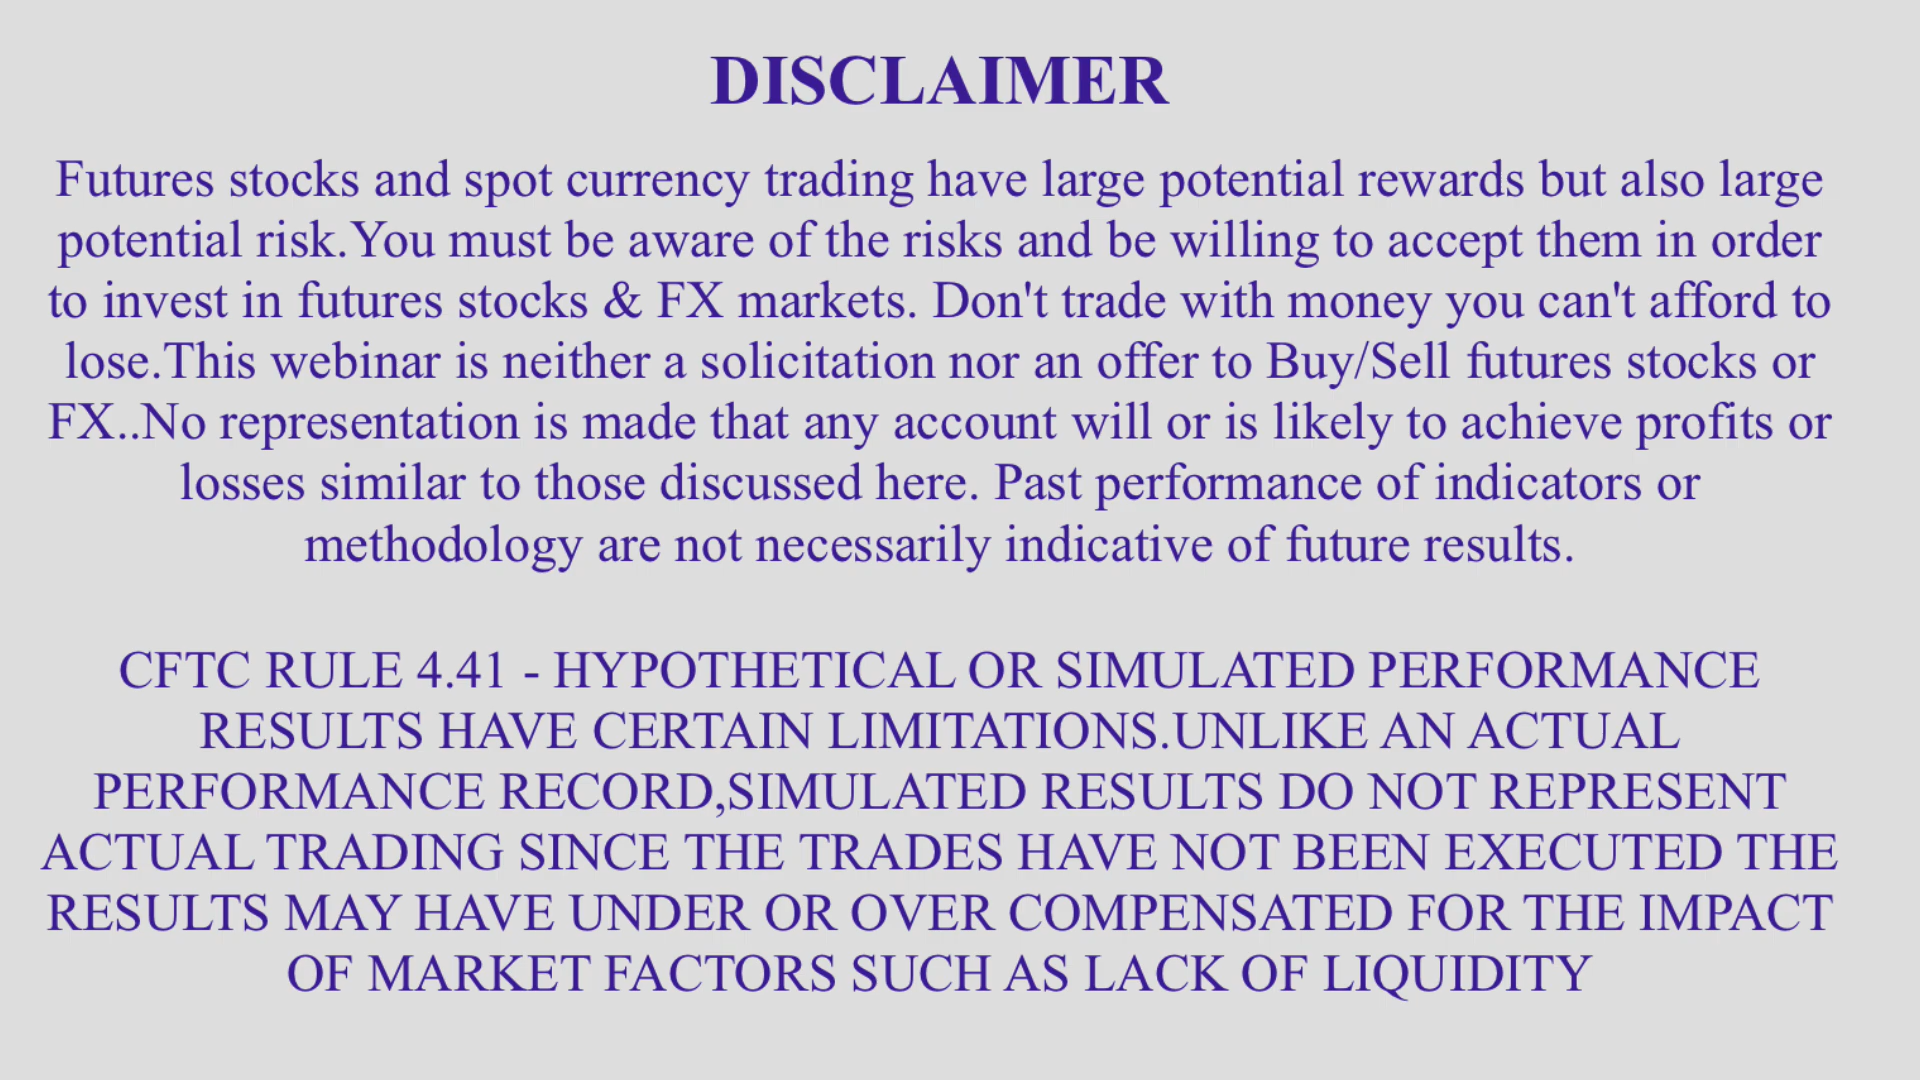 DISCLAIMER
Futures stocks and spot currency trading have large potential rewards but also large
potential risk.You must be aware of the risks and be willing to accept them in order
to invest in futures stocks & FX markets. Don't trade with money you can't afford to
lose.This webinar is neither a solicitation nor an offer to Buy/Sell futures stocks or
FX..No representation is made that any account will or is likely to achieve profits or
losses similar to those discussed here. Past performance of indicators or
methodology are not necessarily indicative of future results.
CFTC RULE 4.41 - HYPOTHETICAL OR SIMULATED PERFORMANCE
RESULTS HAVE CERTAIN LIMITATIONS.UNLIKE AN ACTUAL
PERFORMANCE RECORD,SIMULATED RESULTS DO NOT REPRESENT
ACTUAL TRADING SINCE THE TRADES HAVE NOT BEEN EXECUTED THE
RESULTS MAY HAVE UNDER OR OVER COMPENSATED FOR THE IMPACT
OF MARKET FACTORS SUCH AS LACK OF LIQUIDITY